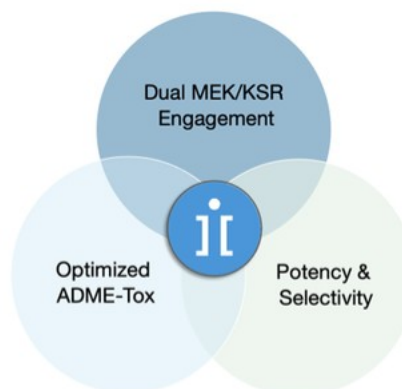 Dual MEK/KSR
Engagement
Optimized
ADME-Tox
Potency &
Selectivity